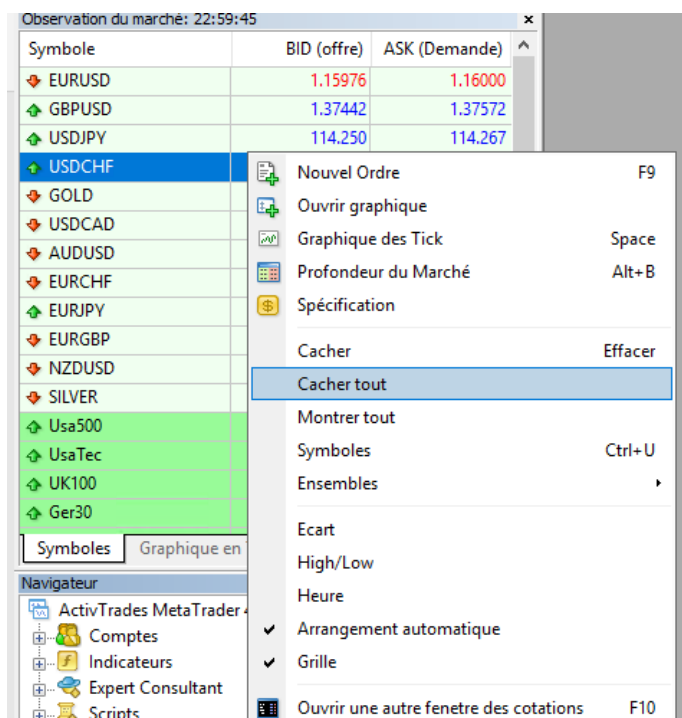 Observation du marché: 22:59:45
Symbole BID (offre) ASK (Demande)
EURUSD 1.15976 1.16000
GBPUSD 1.37442 1.37572
USDJPY 114.250 114.267
USDCHF
GOLD
USDCAD
AUDUSD
EURCHF
EURJPY
EURGBP
NZDUSD
SILVER
Usa500
UsaTec
UK100
Ger30
Symboles Graphique en
Nouvel Ordre F9
Ouvrir graphique
Graphique des Tick Space
Profondeur du Marché Alt+B
Spécification
Cacher Effacer
Cacher tout
Montrer tout
Symboles Ctrl+U
Ensembles
Ecart
High/Low
Heure
Arrangement automatique
Grille
Ouvrir une autre fenetre des cotations F10
Navigateur
ActivTrades MetaTrader 4
Comptes
Indicateurs
Expert Consultant
Scripts